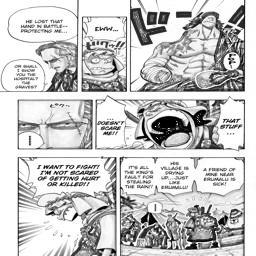 EWW...
HE LOST
THAT HAND
IN BATTLE--
PROTECTING
ME...
OR SHALL
I SHOW
YOU THE
HOSPITAL?
THE
GRAVES?
THAT
STUFF
...
...
DOESN'T
SCARE
ME!!
!
A FRIEND OF
MINE NEAR
ERUMALU IS
SICK!
HIS
VILLAGE IS
DRYING
UP...JUST
LIKE
ERUMALU!
IT'S ALL
THE KING'S
FAULT FOR
STEALING
THE RAIN!!
!
I WANT TO FIGHT!
I'M NOT SCARED
OF GETTING HURT
OR KILLED!!